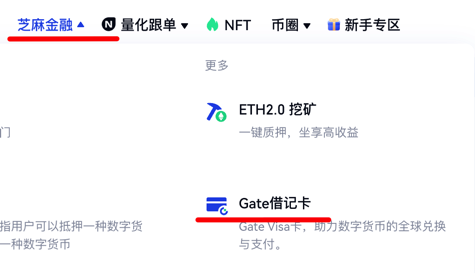 芝麻金融 量化跟单 NFT 币圈 新手专区
更多
ETH2.0 挖矿
门
一键质押，坐享高收益
Gate借记卡
指用户可以抵押一种数字货
Gate Visa卡，助力数字货币的全球兑换
一种数字货币
与支付。